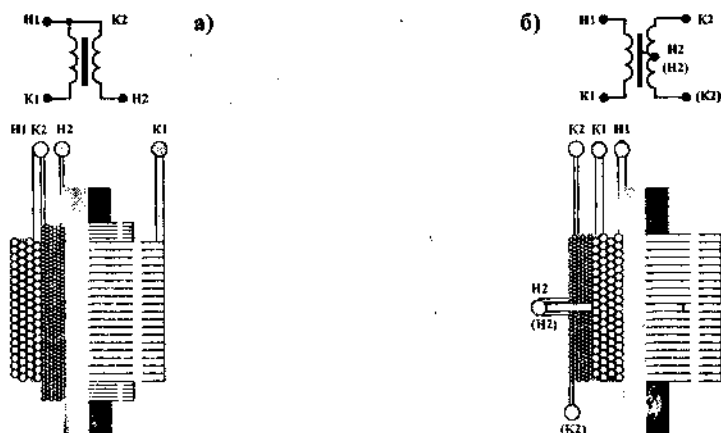 Н1 К2 а)
К1 Н2
Н1 К2 Н2 К1
б)
Н1 К2
Н2
(Н2)
К1 (К2)
К2 К1 Н1
Н2
(Н2)
(К2)